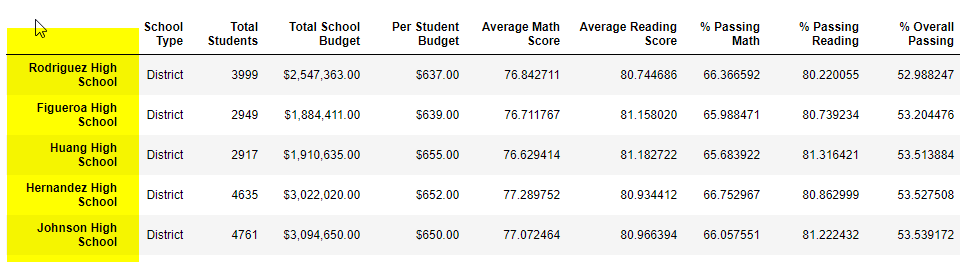 School Type Total Students Total School Budget Per Student Budget Average Math Score Average Reading Score % Passing Math % Passing Reading % Overall Passing
Rodriguez High School District 3999 $2,547,363.00 $637.00 76.842711 80.744686 66.366592 80.220055 52.988247
Figueroa High School District 2949 $1,884,411.00 $639.00 76.711767 81.158020 65.988471 80.739234 53.204476
Huang High School District 2917 $1,910,635.00 $655.00 76.629414 81.182722 65.683922 81.316421 53.513884
Hernandez High School District 4635 $3,022,020.00 $652.00 77.289752 80.934412 66.752967 80.862999 53.527508
Johnson High School District 4761 $3,094,650.00 $650.00 77.072464 80.966394 66.057551 81.222432 53.539172